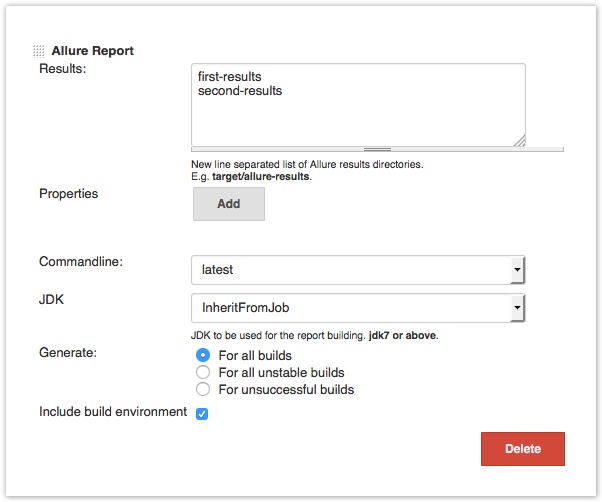 Allure Report
Results:
first-results
second-results
New line separated list of Allure results directories.
E.g. target/allure-results.
Properties
Add
Commandline:
latest
JDK
InheritFromJob
JDK to be used for the report building. jdk7 or above.
Generate:
For all builds
For all unstable builds
For unsuccessful builds
Include build environment
Delete